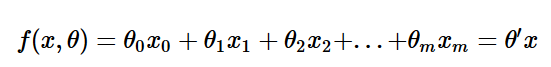 f(x, θ) = θ₀x₀ + θ₁x₁ + θ₂x₂+...+θₘxₘ = θ′x